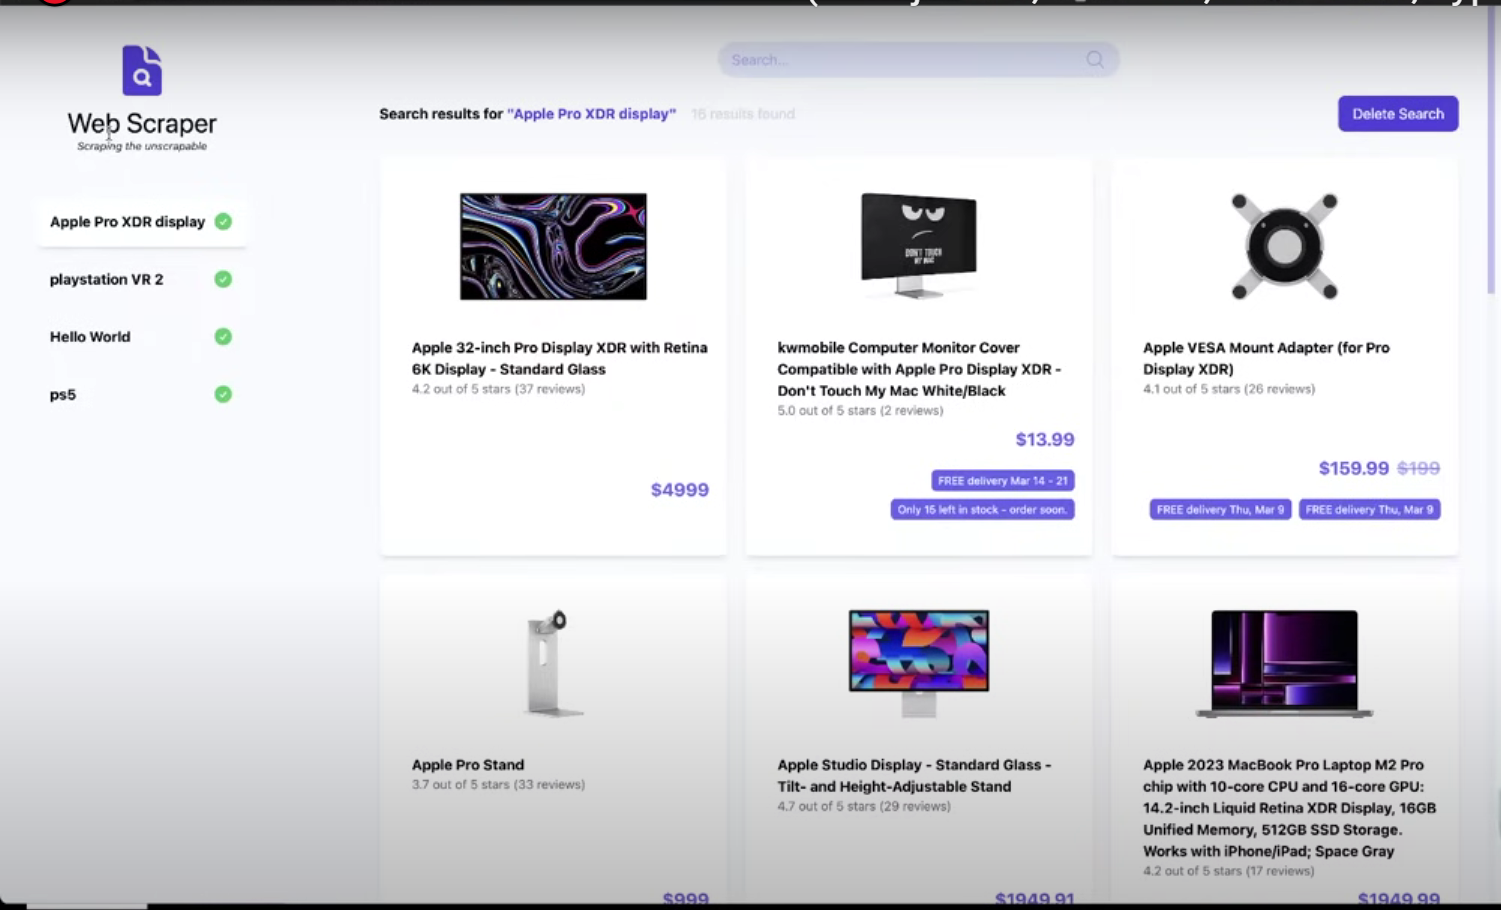 Search...
Web Scraper
Scraping the unscrapable
Search results for "Apple Pro XDR display" 16 results found
Delete Search
Apple Pro XDR display
playstation VR 2
Hello World
ps5
DON'T TOUCH
MY MAC
Apple 32-inch Pro Display XDR with Retina
6K Display - Standard Glass
4.2 out of 5 stars (37 reviews)
$4999
kwmobile Computer Monitor Cover
Compatible with Apple Pro Display XDR -
Don't Touch My Mac White/Black
5.0 out of 5 stars (2 reviews)
$13.99
FREE delivery Mar 14 - 21
Only 15 left in stock - order soon.
Apple VESA Mount Adapter (for Pro
Display XDR)
4.1 out of 5 stars (26 reviews)
$159.99 $199
FREE delivery Thu, Mar 9 FREE delivery Thu, Mar 9
Apple Pro Stand
3.7 out of 5 stars (33 reviews)
$999
Apple Studio Display - Standard Glass -
Tilt- and Height-Adjustable Stand
4.7 out of 5 stars (29 reviews)
$1949.91
Apple 2023 MacBook Pro Laptop M2 Pro
chip with 10-core CPU and 16-core GPU:
14.2-inch Liquid Retina XDR Display, 16GB
Unified Memory, 512GB SSD Storage.
Works with iPhone/iPad; Space Gray
4.2 out of 5 stars (17 reviews)
$1949.99